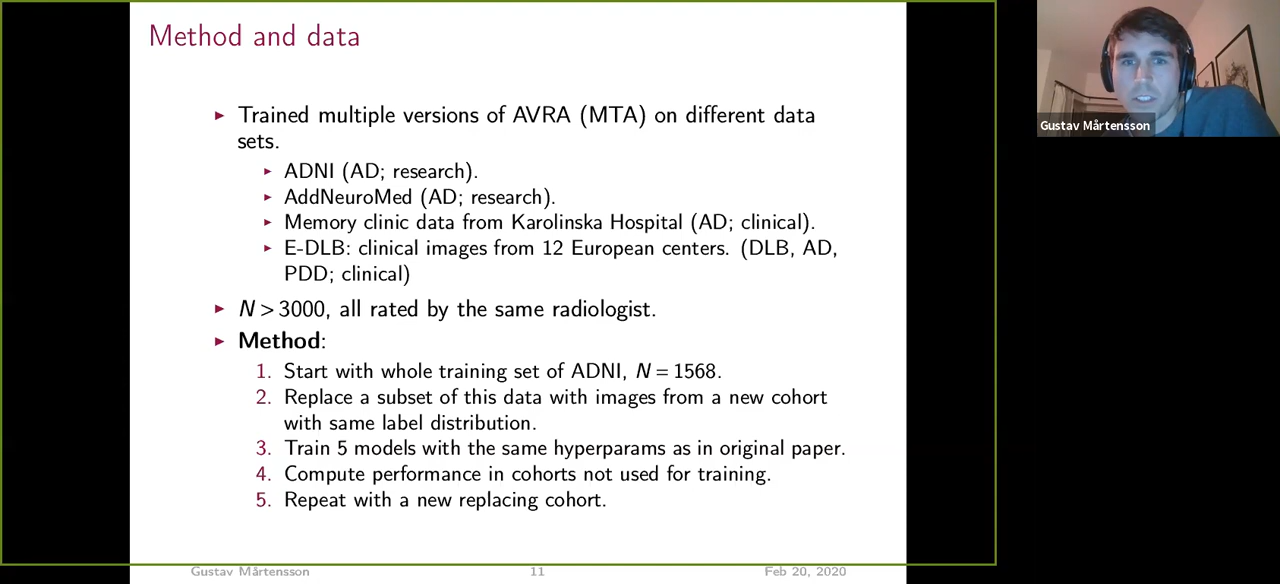 Method and data
Trained multiple versions of AVRA (MTA) on different data
sets.
ADNI (AD; research).
AddNeuroMed (AD; research).
Memory clinic data from Karolinska Hospital (AD; clinical).
E-DLB: clinical images from 12 European centers. (DLB, AD,
PDD; clinical)
N > 3000, all rated by the same radiologist.
Method:
1. Start with whole training set of ADNI, N = 1568.
2. Replace a subset of this data with images from a new cohort
with same label distribution.
3. Train 5 models with the same hyperparams as in original paper.
4. Compute performance in cohorts not used for training.
5. Repeat with a new replacing cohort.
Gustav Mårtensson 11 Feb 20, 2020
Gustav Mårtensson